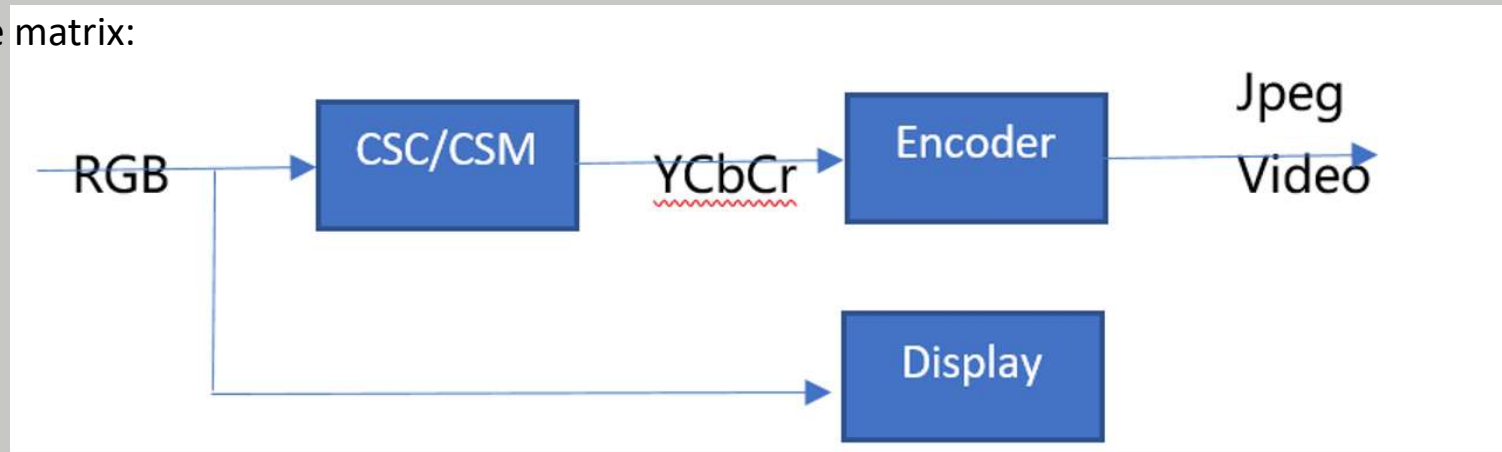 matrix:
Jpeg
CSC/CSM
Encoder
RGB
YCbCr
Video
Display